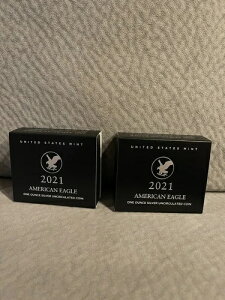 UNITED STATES MINT
2021
AMERICAN EAGLE
ONE OUNCE SILVER UNCIRCULATED COIN
UNITED STATES MINT
2021
AMERICAN EAGLE
ONE OUNCE SILVER UNCIRCULATED COIN